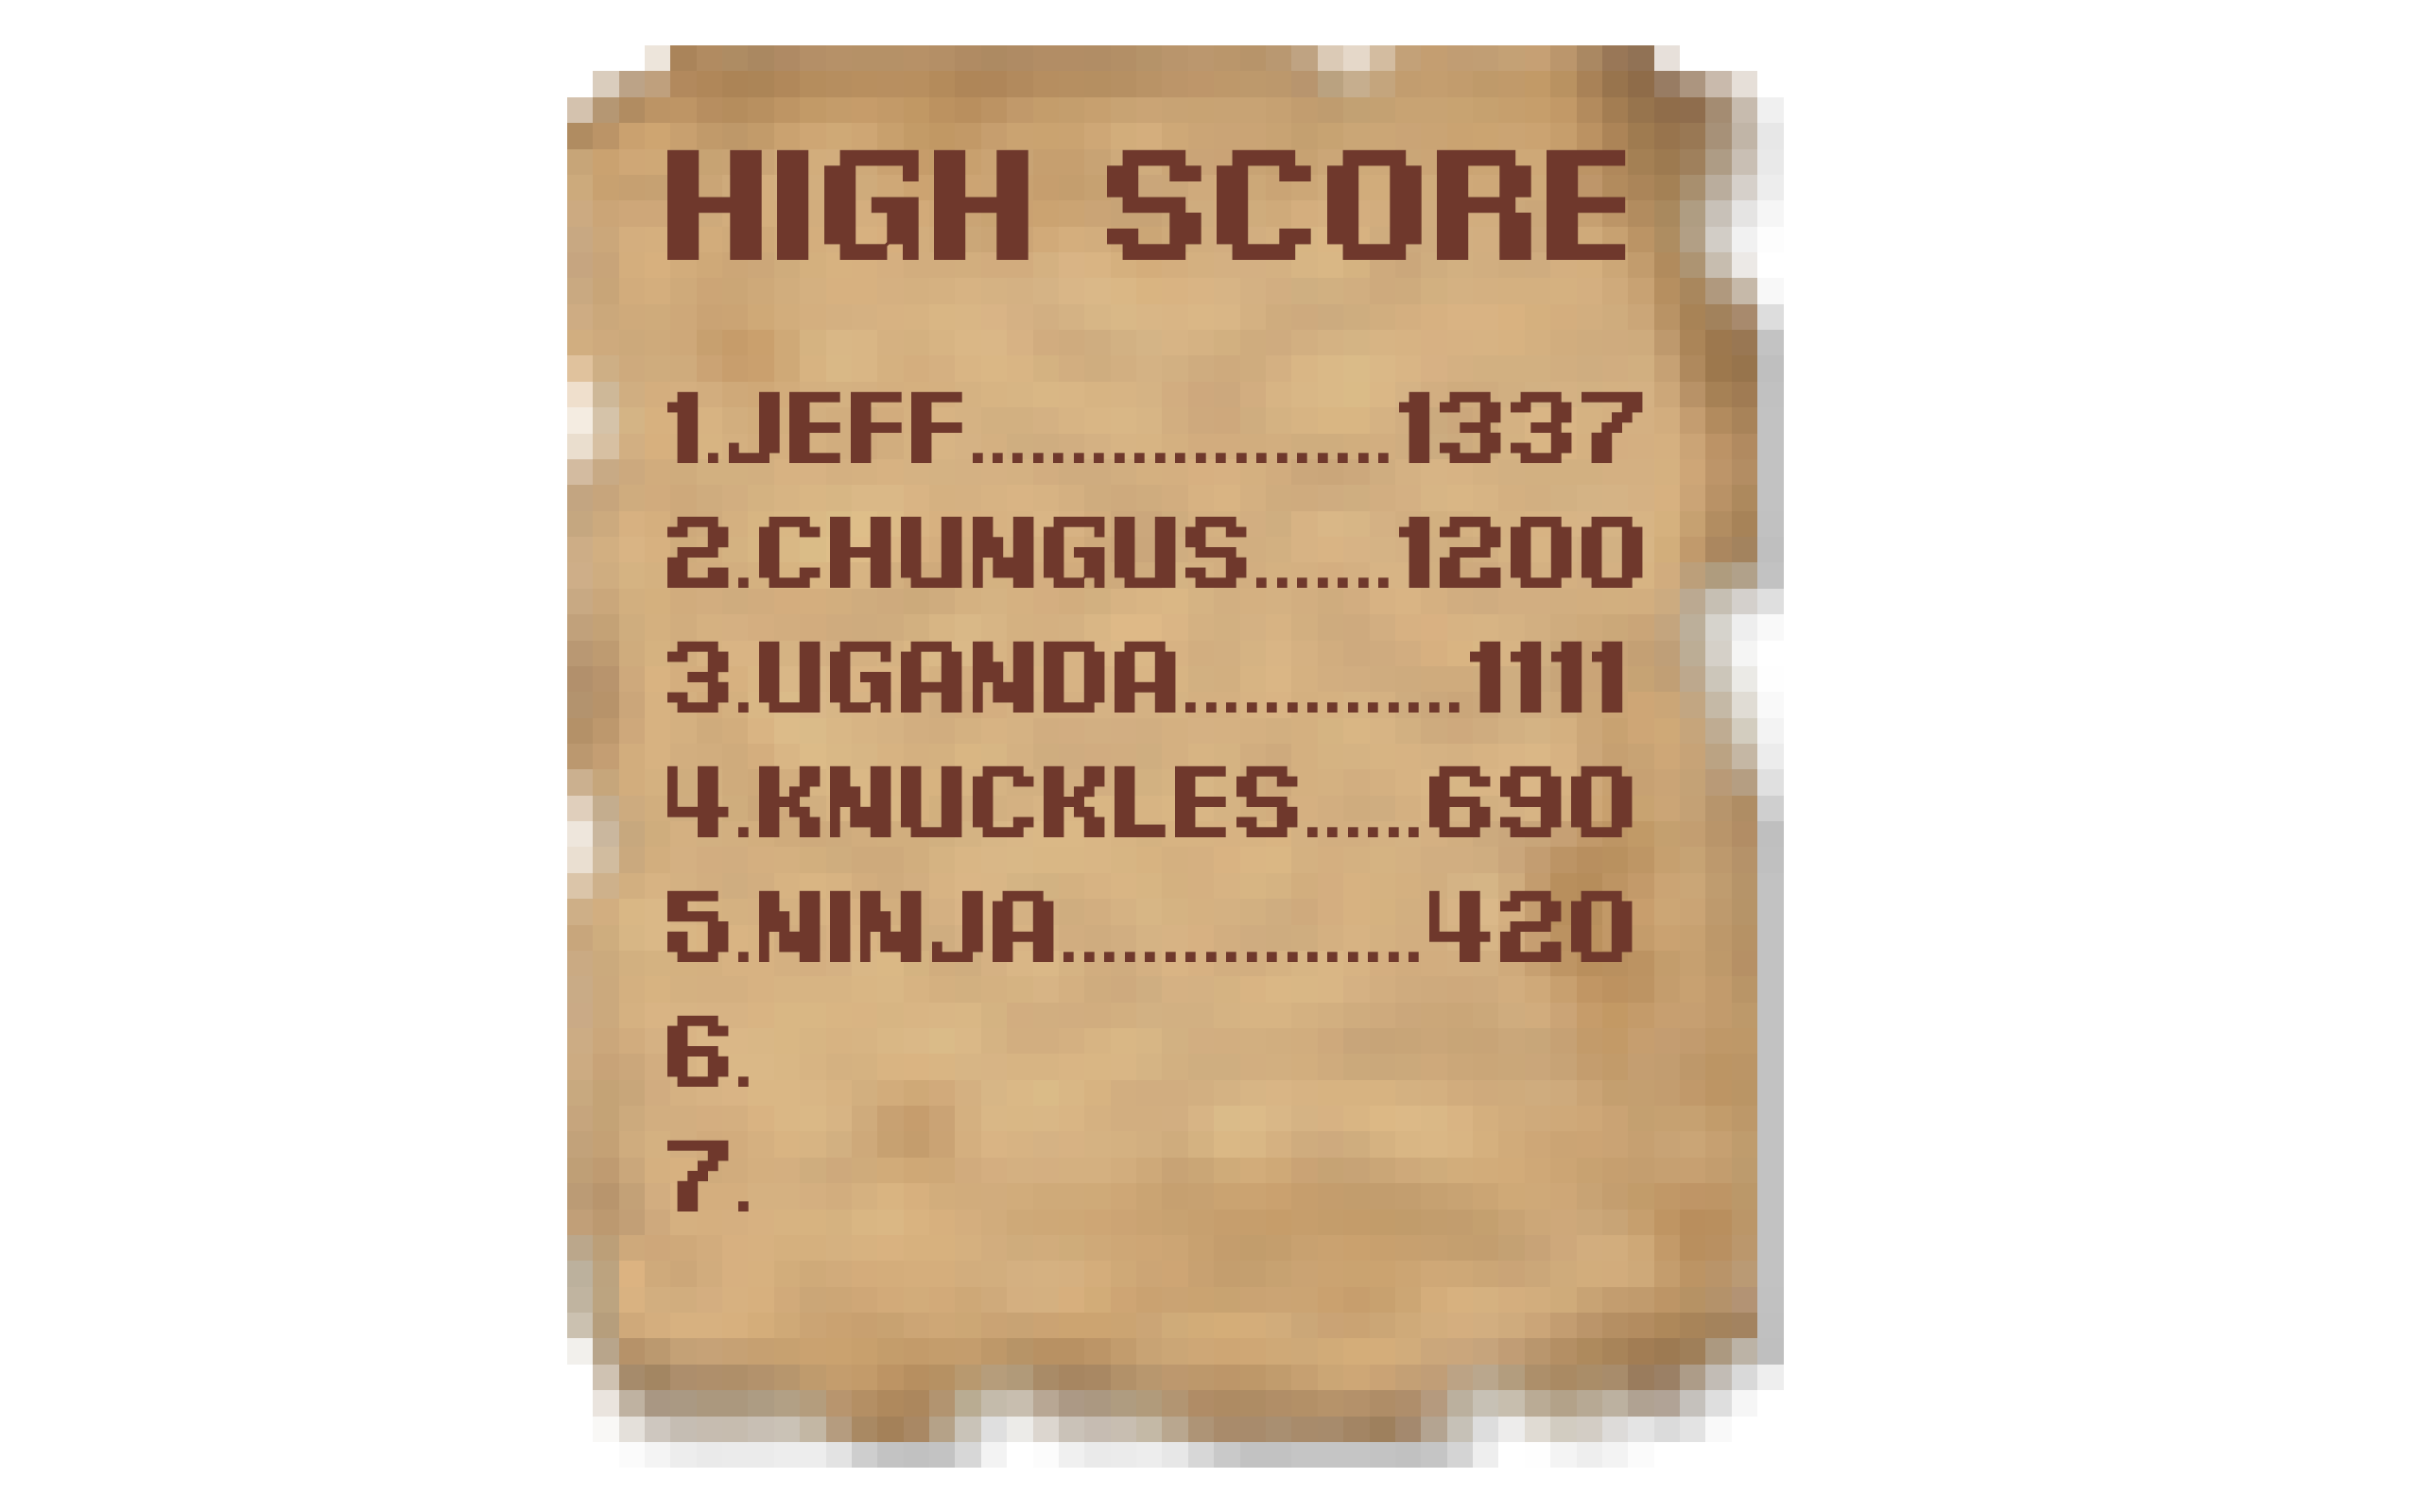 HIGH SCORE
1.JEFF.....................1337
2.CHUNGUS.......1200
3.UGANDA..............1111
4.KNUCKLES......690
5.NINJA..................420
6.
7.